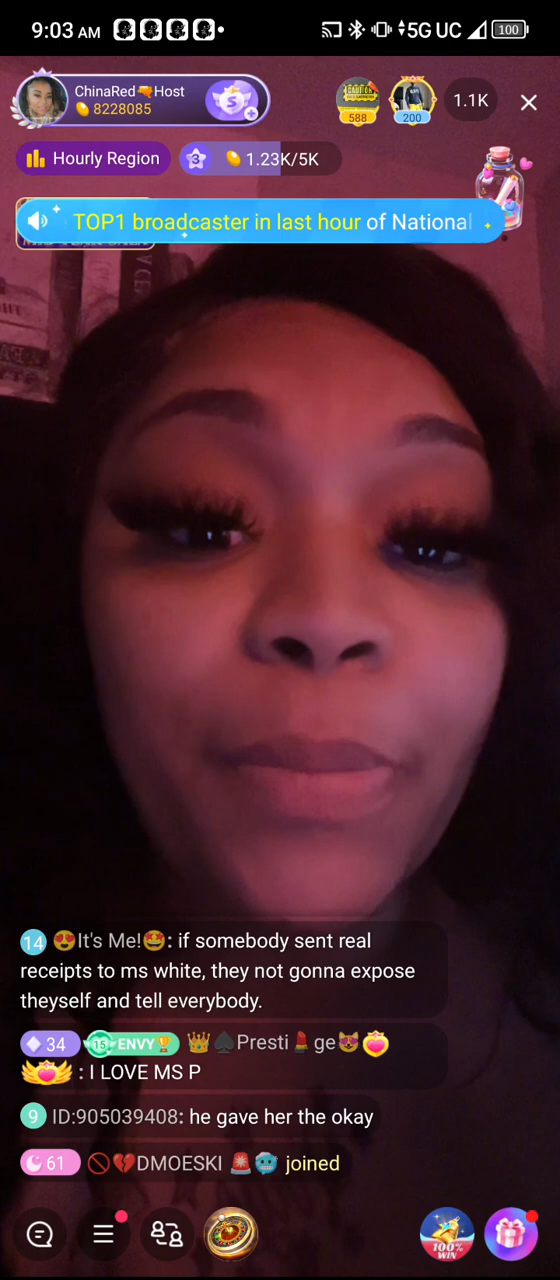 9:03 AM
5G UC
100
ChinaRed🔫Host
8228085
S
588
200
1.1K
Hourly Region
3
1.23K/5K
TOP1 broadcaster in last hour of National
14 😍It's Me!🤩: if somebody sent real
receipts to ms white, they not gonna expose
theyself and tell everybody.
34 15 ENVY🏆 👑♠️Presti💄ge😻💟
: I LOVE MS P
9 ID:905039408: he gave her the okay
61 🚫💔DMOESKI 🚨🥶 joined
100%
WIN